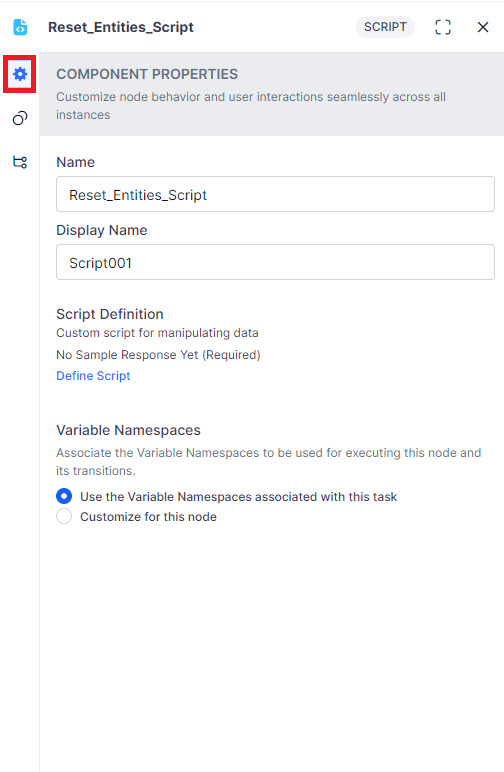 Reset_Entities_Script
SCRIPT
COMPONENT PROPERTIES
Customize node behavior and user interactions seamlessly across all
instances
Name
Reset_Entities_Script
Display Name
Script001
Script Definition
Custom script for manipulating data
No Sample Response Yet (Required)
Define Script
Variable Namespaces
Associate the Variable Namespaces to be used for executing this node and
its transitions.
Use the Variable Namespaces associated with this task
Customize for this node